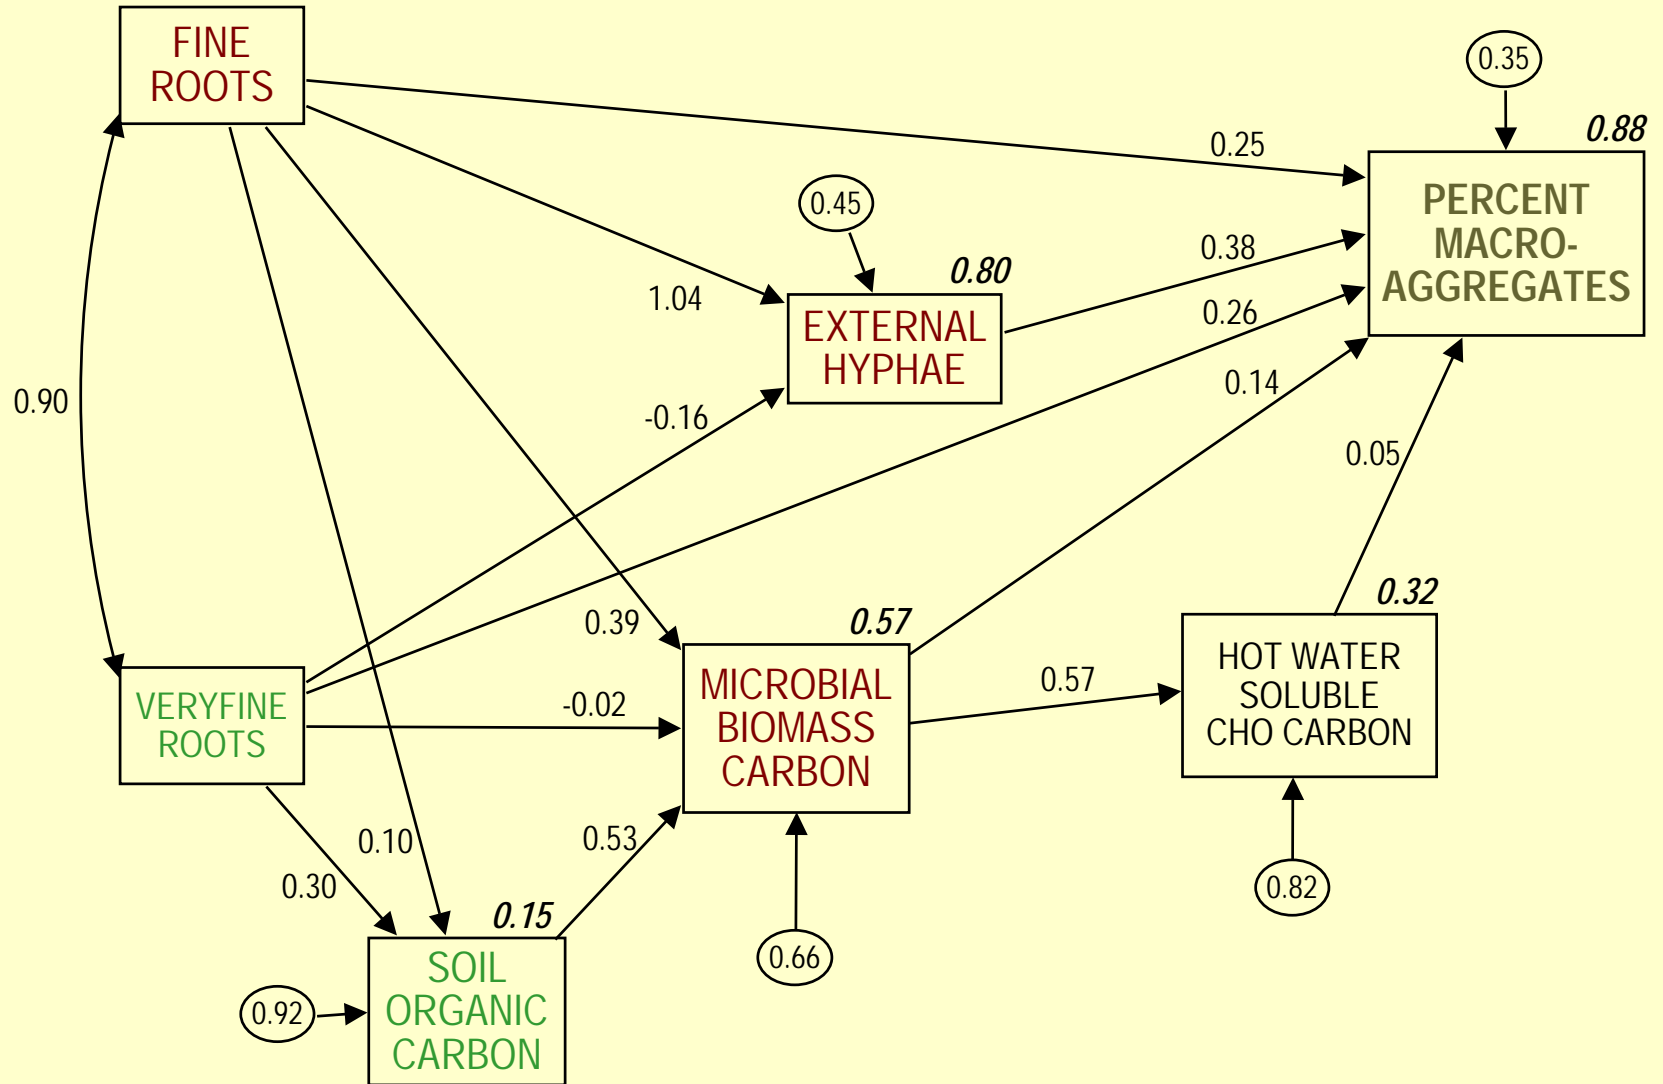 FINE
ROOTS
0.35
0.88
0.25
PERCENT
MACRO-
AGGREGATES
0.45
0.38
0.80
1.04
EXTERNAL
HYPHAE
0.26
0.14
0.90
-0.16
0.05
0.39
0.57
0.32
VERYFINE
ROOTS
-0.02
MICROBIAL
BIOMASS
CARBON
0.57
HOT WATER
SOLUBLE
CHO CARBON
0.10
0.53
0.30
0.82
0.15
0.66
SOIL
ORGANIC
CARBON
0.92